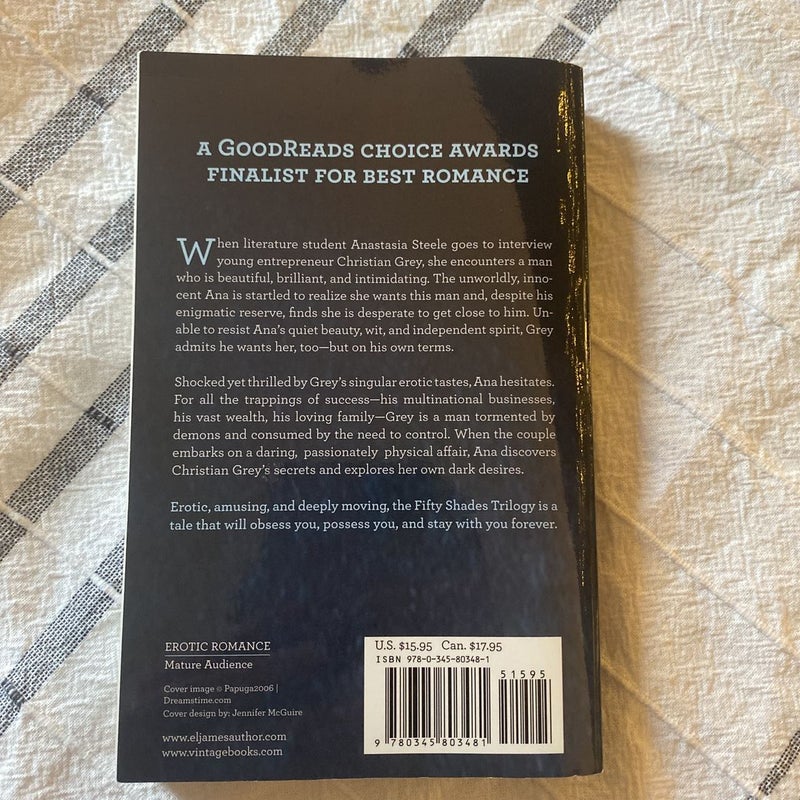 A GOODREADS CHOICE AWARDS
FINALIST FOR BEST ROMANCE
When literature student Anastasia Steele goes to interview
young entrepreneur Christian Grey, she encounters a man
who is beautiful, brilliant, and intimidating. The unworldly, inno-
cent Ana is startled to realize she wants this man and, despite his
enigmatic reserve, finds she is desperate to get close to him. Un-
able to resist Ana's quiet beauty, wit, and independent spirit, Grey
admits he wants her, too—but on his own terms.
Shocked yet thrilled by Grey's singular erotic tastes, Ana hesitates.
For all the trappings of success—his multinational businesses,
his vast wealth, his loving family—Grey is a man tormented by
demons and consumed by the need to control. When the couple
embarks on a daring, passionately physical affair, Ana discovers
Christian Grey's secrets and explores her own dark desires.
Erotic, amusing, and deeply moving, the Fifty Shades Trilogy is a
tale that will obsess you, possess you, and stay with you forever.
EROTIC ROMANCE
Mature Audience
Cover image © Papuga2006 |
Dreamstime.com
Cover design by: Jennifer McGuire
www.eljamesauthor.com
www.vintagebooks.com
U.S. $15.95 Can. $17.95
ISBN 978-0-345-80348-1
51595
9 780345 803481